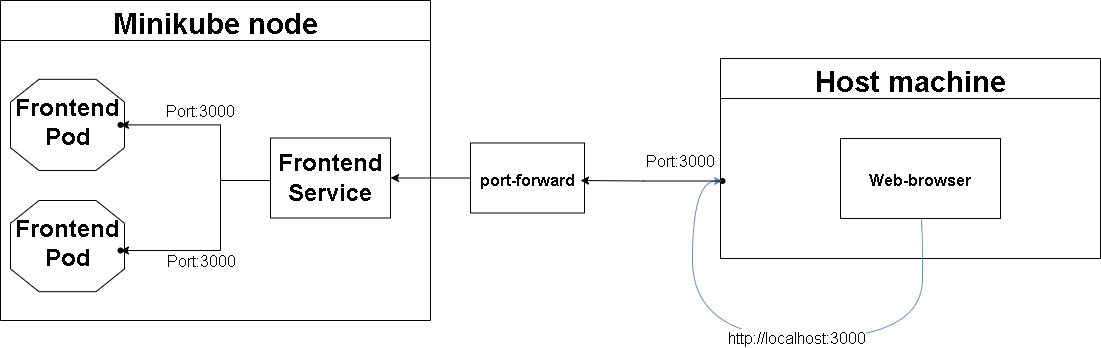 Minikube node
Frontend
Pod
Port:3000
Frontend
Service
port-forward
Port:3000
Host machine
Web-browser
Frontend
Pod
Port:3000
http://localhost:3000